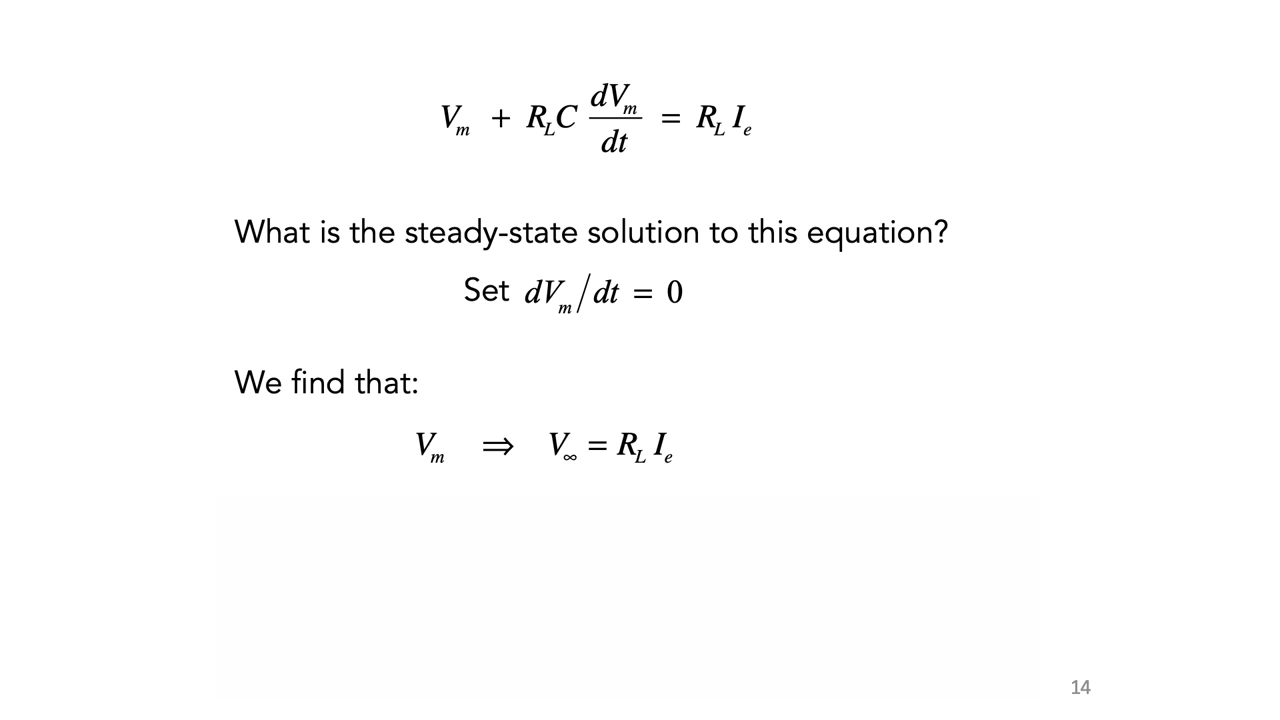 V_m + R_L C dV_m/dt = R_L I_e
What is the steady-state solution to this equation?
Set dV_m/dt = 0
We find that:
V_m ⇒ V_∞ = R_L I_e
14